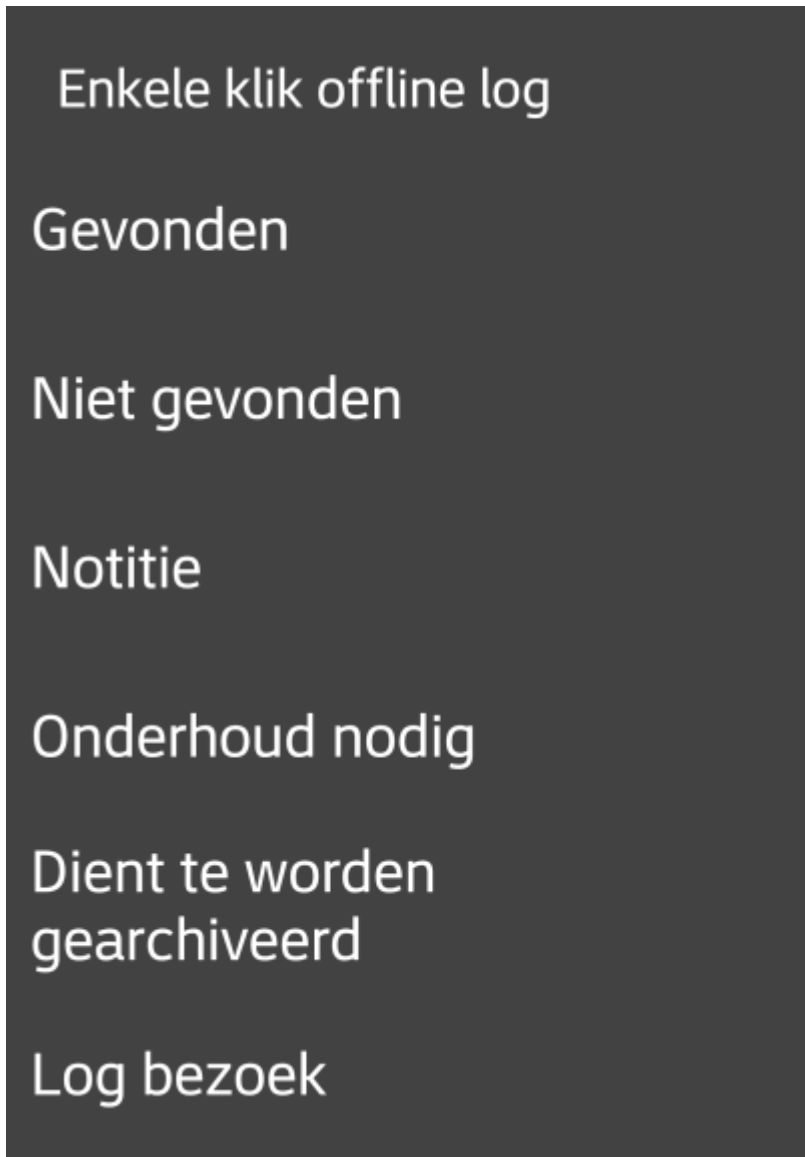 Enkele klik offline log
Gevonden
Niet gevonden
Notitie
Onderhoud nodig
Dient te worden
gearchiveerd
Log bezoek